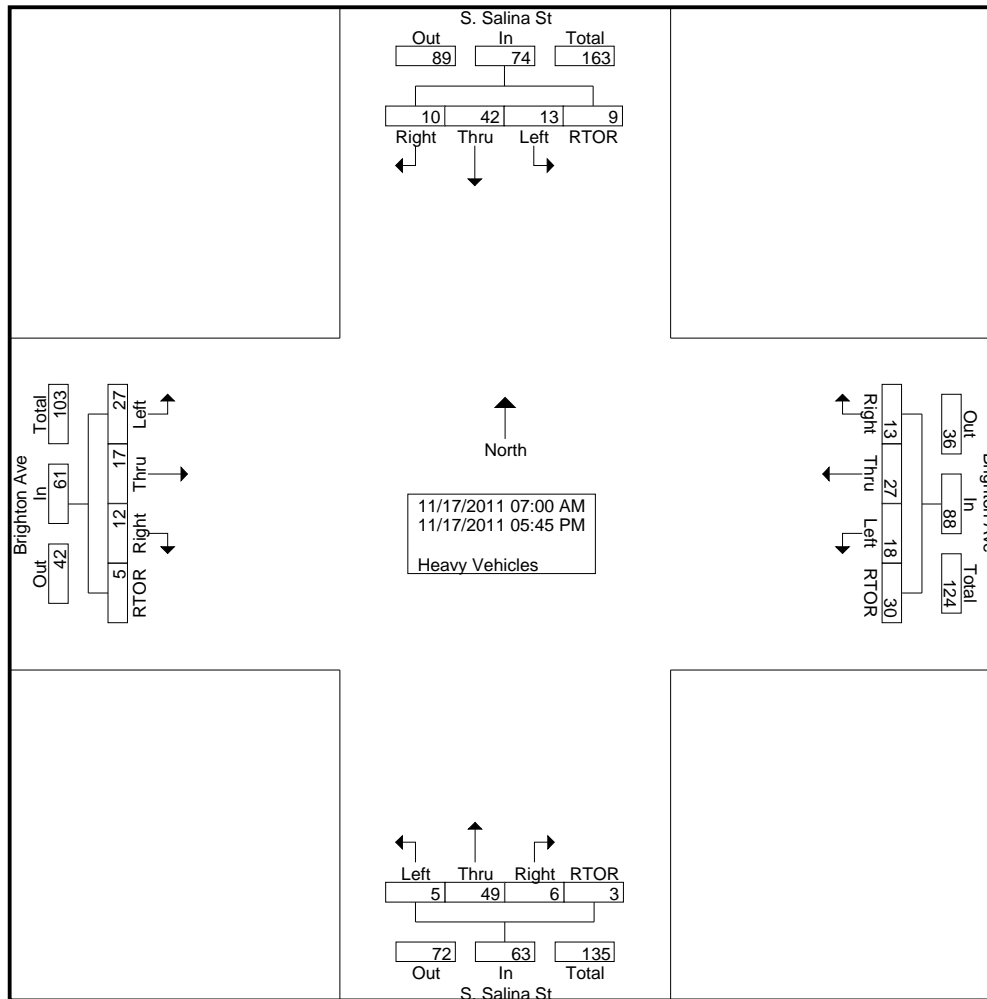 S. Salina St
Out In Total
89 74 163
10 42 13 9
Right Thru Left RTOR
Brighton Ave
Total In Out
103 61 42
27 17 12 5
Left Thru Right RTOR
North
11/17/2011 07:00 AM
11/17/2011 05:45 PM
Heavy Vehicles
Right Thru Left RTOR
13 27 18 30
Out In Total
36 88 124
Brighton Ave
Left Thru Right RTOR
5 49 6 3
72 63 135
Out In Total
S. Salina St